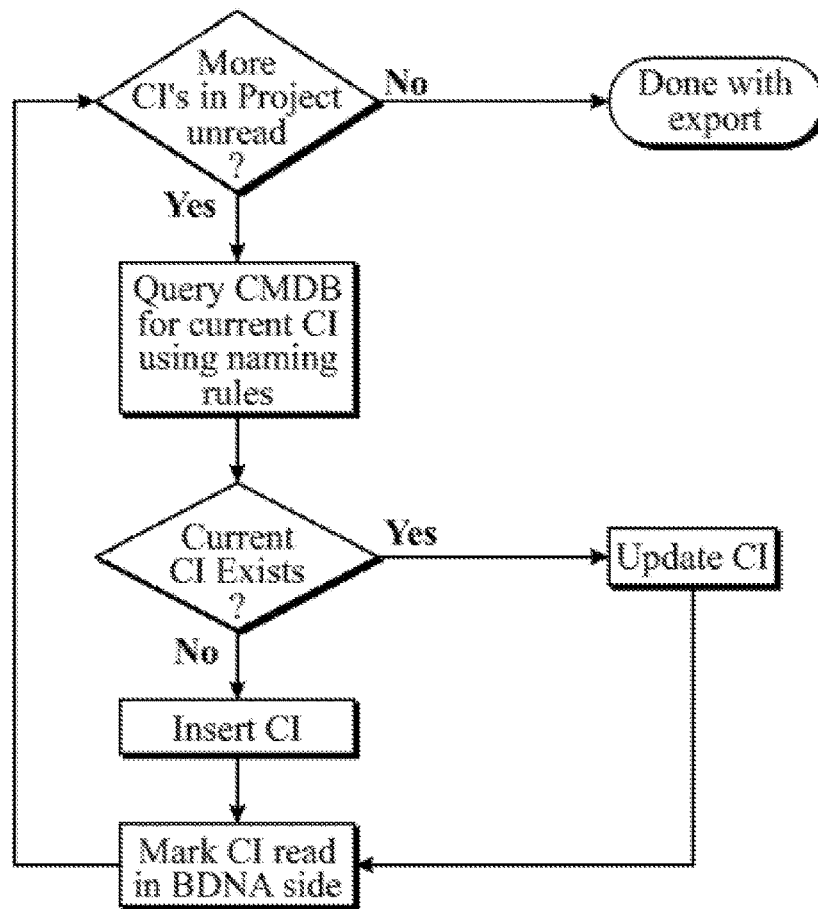 More
CI's in Project
unread
?
No
Done with
export
Yes
Query CMDB
for current CI
using naming
rules
Current
CI Exists
?
Yes
Update CI
No
Insert CI
Mark CI read
in BDNA side